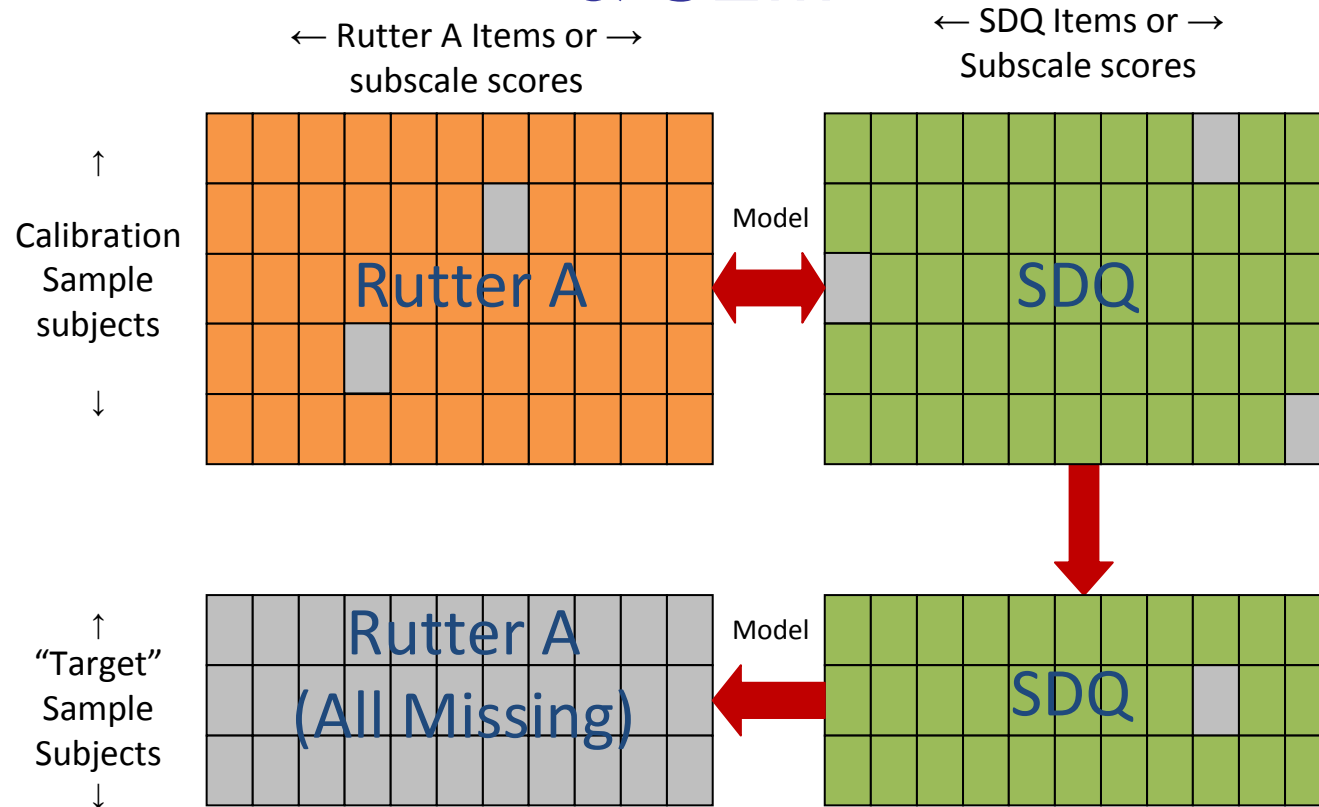 ← Rutter A Items or →
subscale scores
← SDQ Items or →
Subscale scores
↑
Calibration
Sample
subjects
↓
Rutter A
Model
SDQ
↑
“Target”
Sample
Subjects
↓
Rutter A
(All Missing)
Model
SDQ